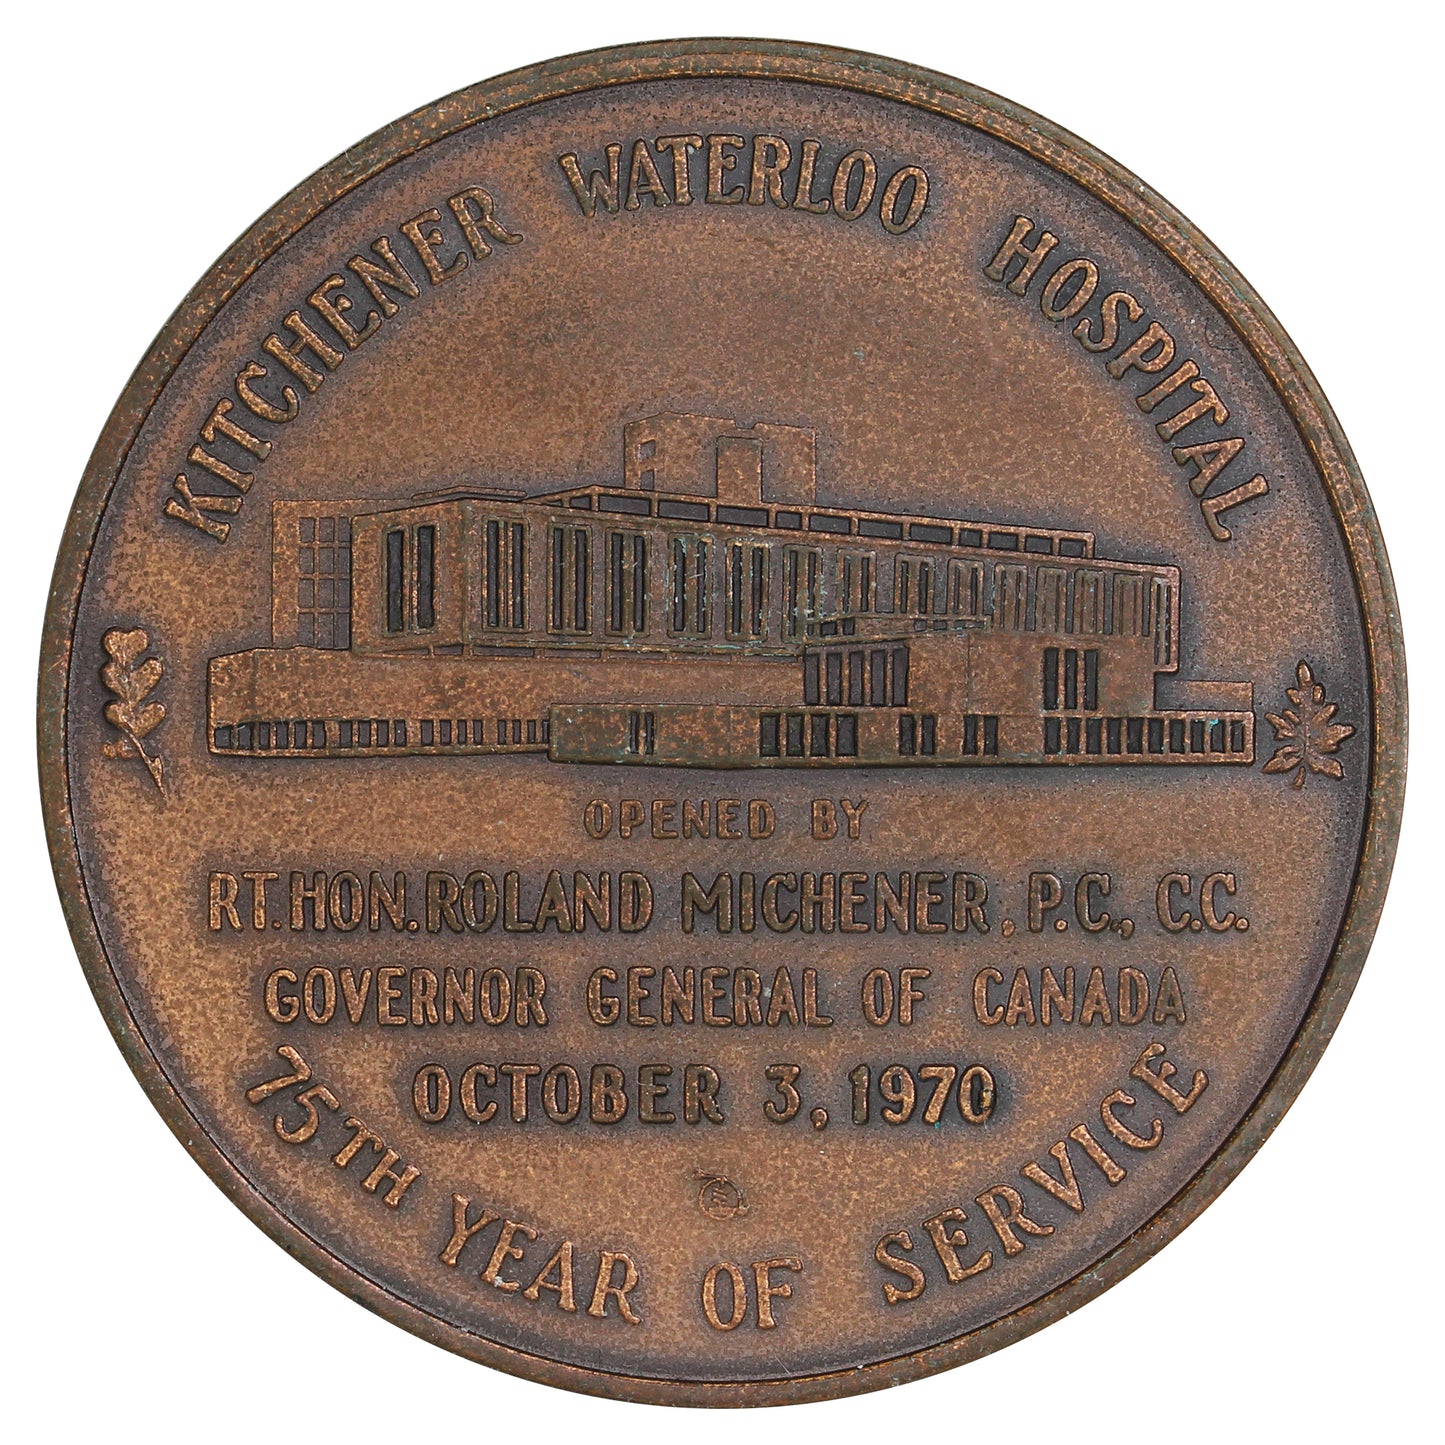 KITCHENER WATERLOO HOSPITAL
OPENED BY
RT. HON. ROLAND MICHENER, P.C., C.C.
GOVERNOR GENERAL OF CANADA
OCTOBER 3, 1970
75TH YEAR OF SERVICE